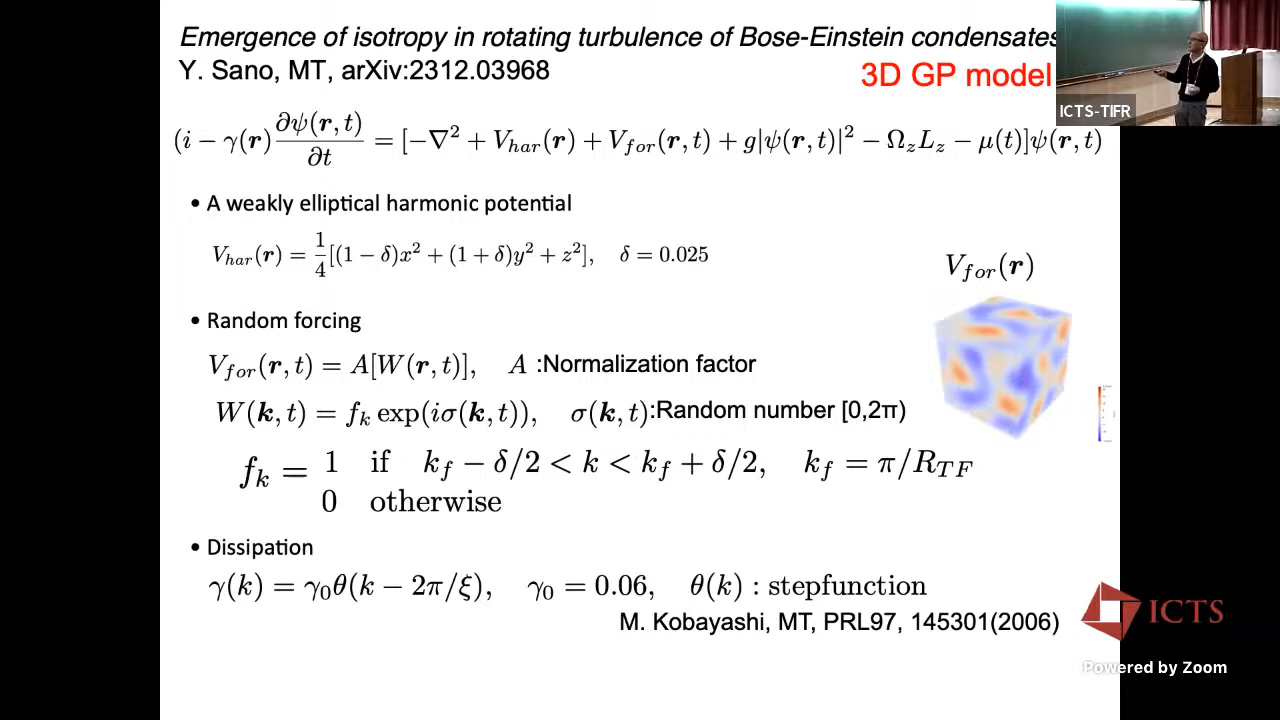 Emergence of isotropy in rotating turbulence of Bose-Einstein condensates
Y. Sano, MT, arXiv:2312.03968
3D GP model
ICTS-TIFR
(i − γ(r)∂ψ(r, t)/∂t = [−∇² + V_har(r) + V_for(r, t) + g|ψ(r, t)|² − Ω_z L_z − μ(t)]ψ(r, t)
• A weakly elliptical harmonic potential
V_har(r) = 1/4[(1 − δ)x² + (1 + δ)y² + z²], δ = 0.025
V_for(r)
• Random forcing
V_for(r, t) = A[W(r, t)], A :Normalization factor
W(k, t) = f_k exp(iσ(k, t)), σ(k, t):Random number [0,2π)
f_k = 1 if k_f − δ/2 < k < k_f + δ/2, k_f = π/R_TF
0 otherwise
• Dissipation
γ(k) = γ₀θ(k − 2π/ξ), γ₀ = 0.06, θ(k) : stepfunction
M. Kobayashi, MT, PRL97, 145301(2006)
ICTS
Powered by Zoom